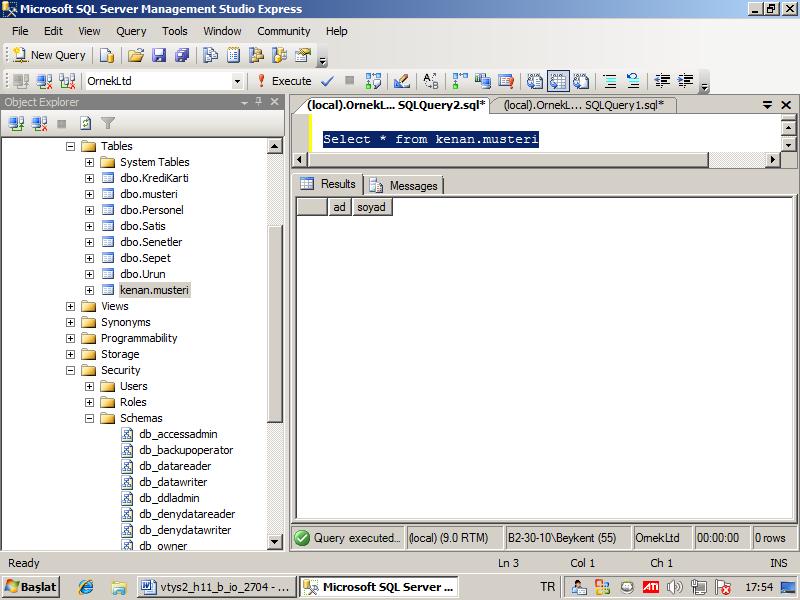 Microsoft SQL Server Management Studio Express
File Edit View Query Tools Window Community Help
New Query
OrnekLtd Execute
Object Explorer
(local).OrnekL... SQLQuery2.sql* (local).OrnekL... SQLQuery1.sql*
Select * from kenan.musteri
Results Messages
ad soyad
Tables
System Tables
dbo.KrediKarti
dbo.musteri
dbo.Personel
dbo.Satis
dbo.Senetler
dbo.Sepet
dbo.Urun
kenan.musteri
Views
Synonyms
Programmability
Storage
Security
Users
Roles
Schemas
db_accessadmin
db_backupoperator
db_datareader
db_datawriter
db_ddladmin
db_denydatareader
db_denydatawriter
db_owner
Query executed... (local) (9.0 RTM) B2-30-10\Beykent (55) OrnekLtd 00:00:00 0 rows
Ready Ln 3 Col 1 Ch 1 INS
Başlat vtys2_h11_b_io_2704 - ... Microsoft SQL Server ... TR ATI 17:54